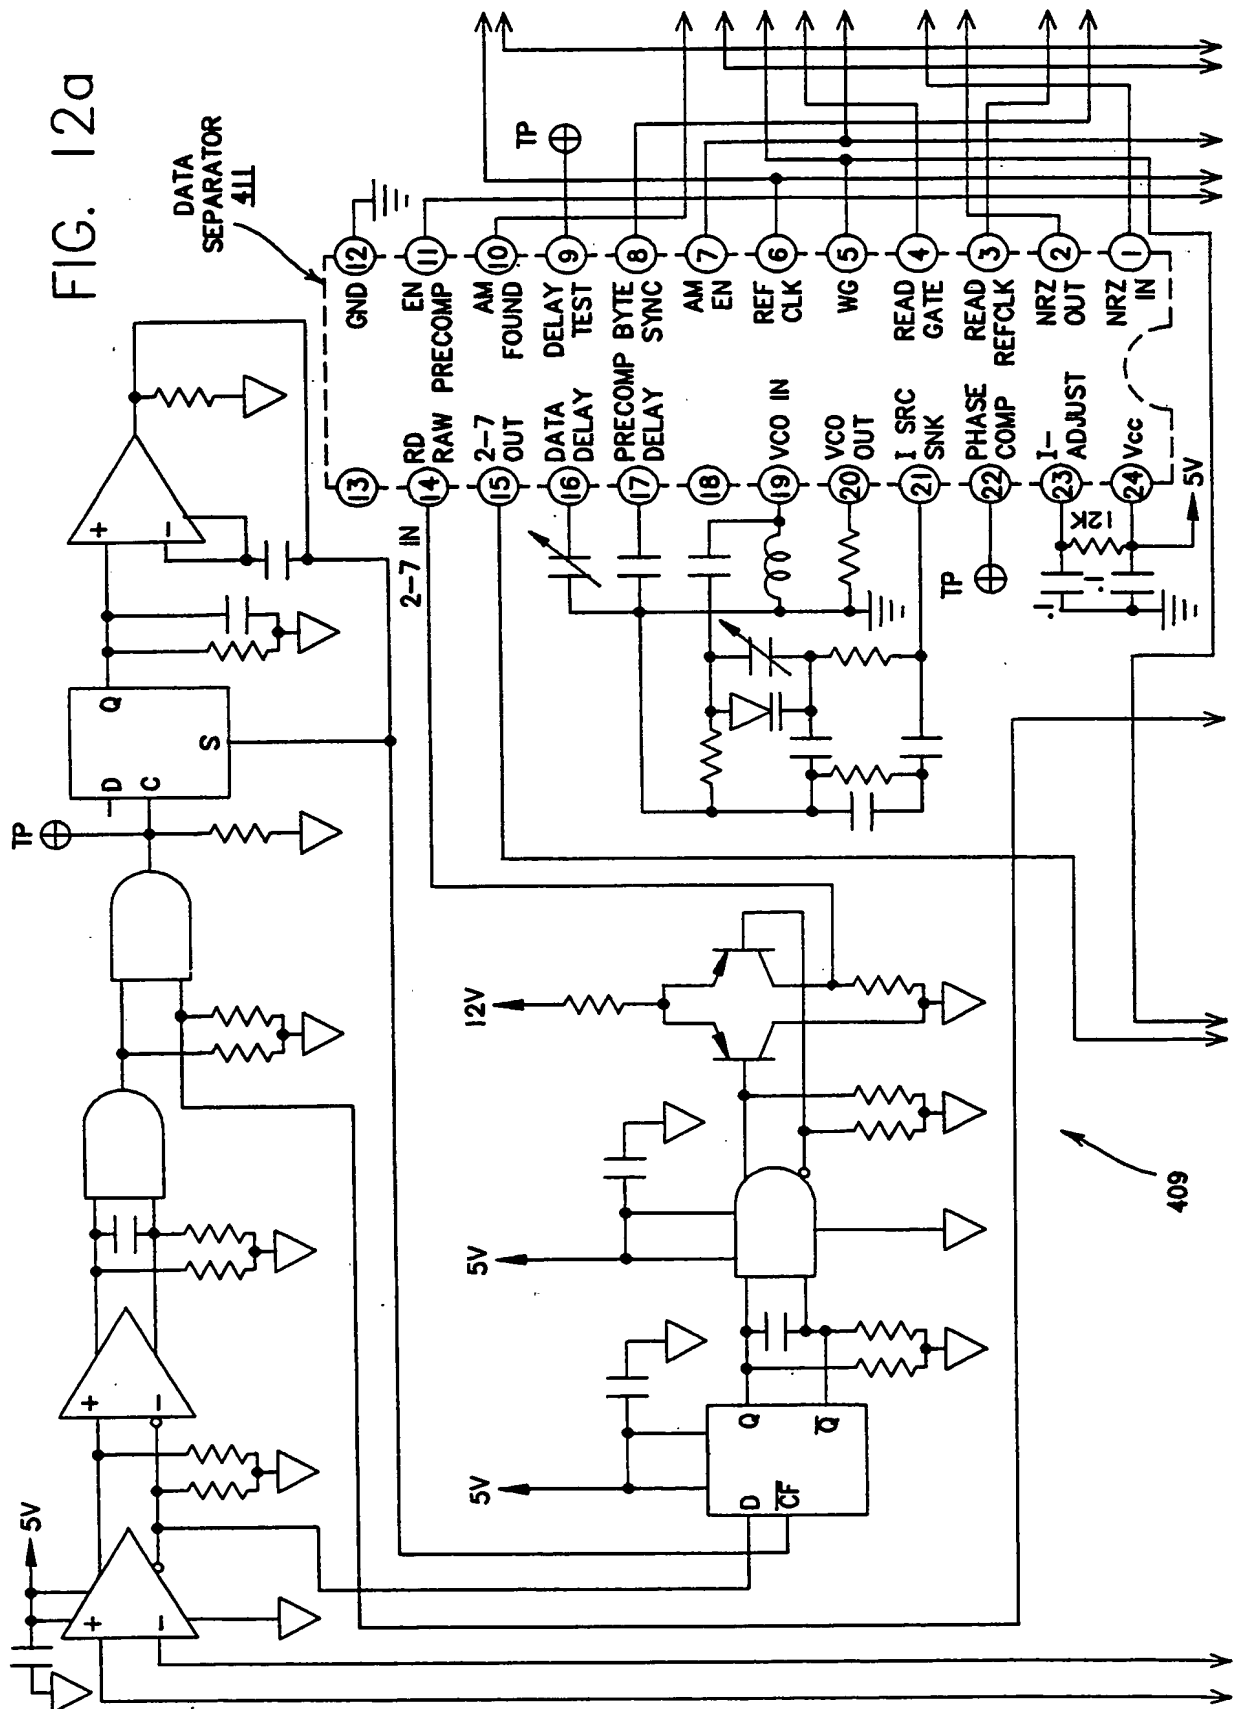 FIG. 12a
DATA
SEPARATOR
411
TP
12
GND
11
EN
PRECOMP
10
AM
FOUND
9
DELAY
TEST
8
BYTE
SYNC
7
AM
EN
6
REF
CLK
5
WG
4
READ
GATE
3
READ
REFCLK
2
NRZ
OUT
1
NRZ
IN
13
14
RD
RAW
15
2-7
OUT
16
DATA
DELAY
17
PRECOMP
DELAY
18
19
VCO IN
20
VCO
OUT
21
I SRC
SNK
22
PHASE
COMP
23
I-
ADJUST
24
Vcc
2-7 IN
TP
12K
.1
.1
5V
+
−
Q
D
C
S
TP
+
−
5V
+
−
12V
5V
5V
Q
Q̅
D
C̅F̅
409